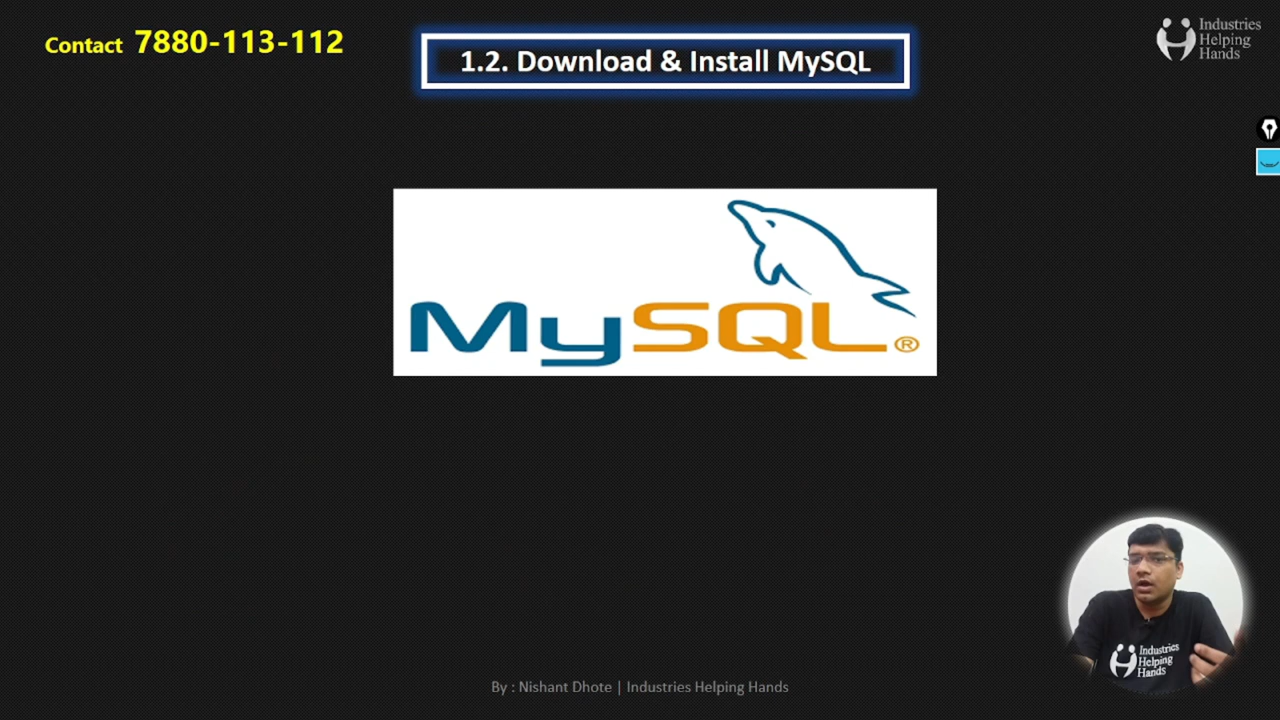 Contact 7880-113-112
1.2. Download & Install MySQL
Industries
Helping
Hands
MySQL®
Industries
Helping
Hands
By : Nishant Dhote | Industries Helping Hands